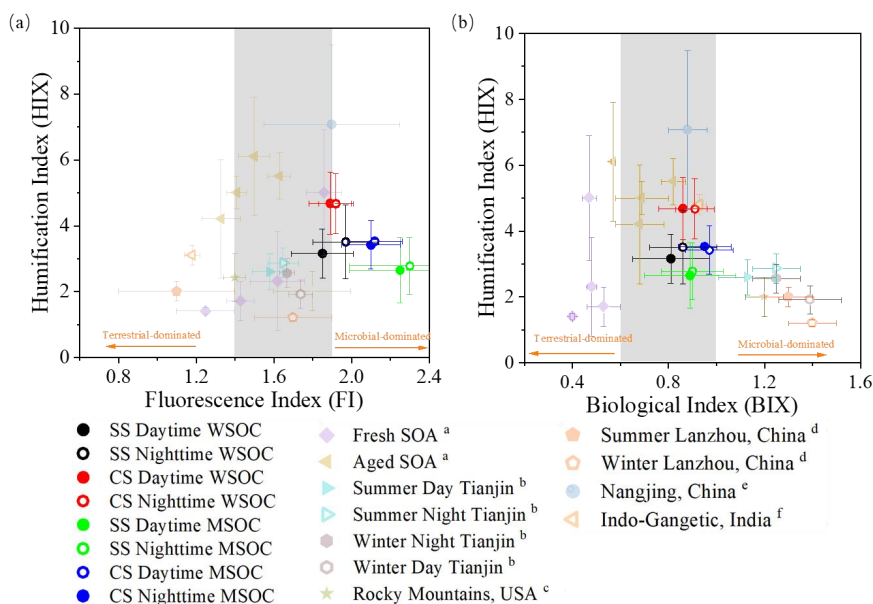 (a)
10
8
6
4
2
0
Humification Index (HIX)
Terrestrial-dominated
Microbial-dominated
0.8
1.2
1.6
2.0
2.4
Fluorescence Index (FI)
(b)
10
8
6
4
2
0
Humification Index (HIX)
Terrestrial-dominated
Microbial-dominated
0.4
0.8
1.2
1.6
Biological Index (BIX)
SS Daytime WSOC
SS Nighttime WSOC
CS Daytime WSOC
CS Nighttime WSOC
SS Daytime MSOC
SS Nighttime MSOC
CS Daytime MSOC
CS Nighttime MSOC
Fresh SOA a
Aged SOA a
Summer Day Tianjin b
Summer Night Tianjin b
Winter Night Tianjin b
Winter Day Tianjin b
Rocky Mountains, USA c
Summer Lanzhou, China d
Winter Lanzhou, China d
Nangjing, China e
Indo-Gangetic, India f